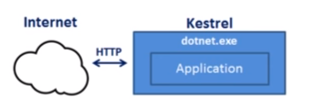 Internet
Kestrel
HTTP
dotnet.exe
Application